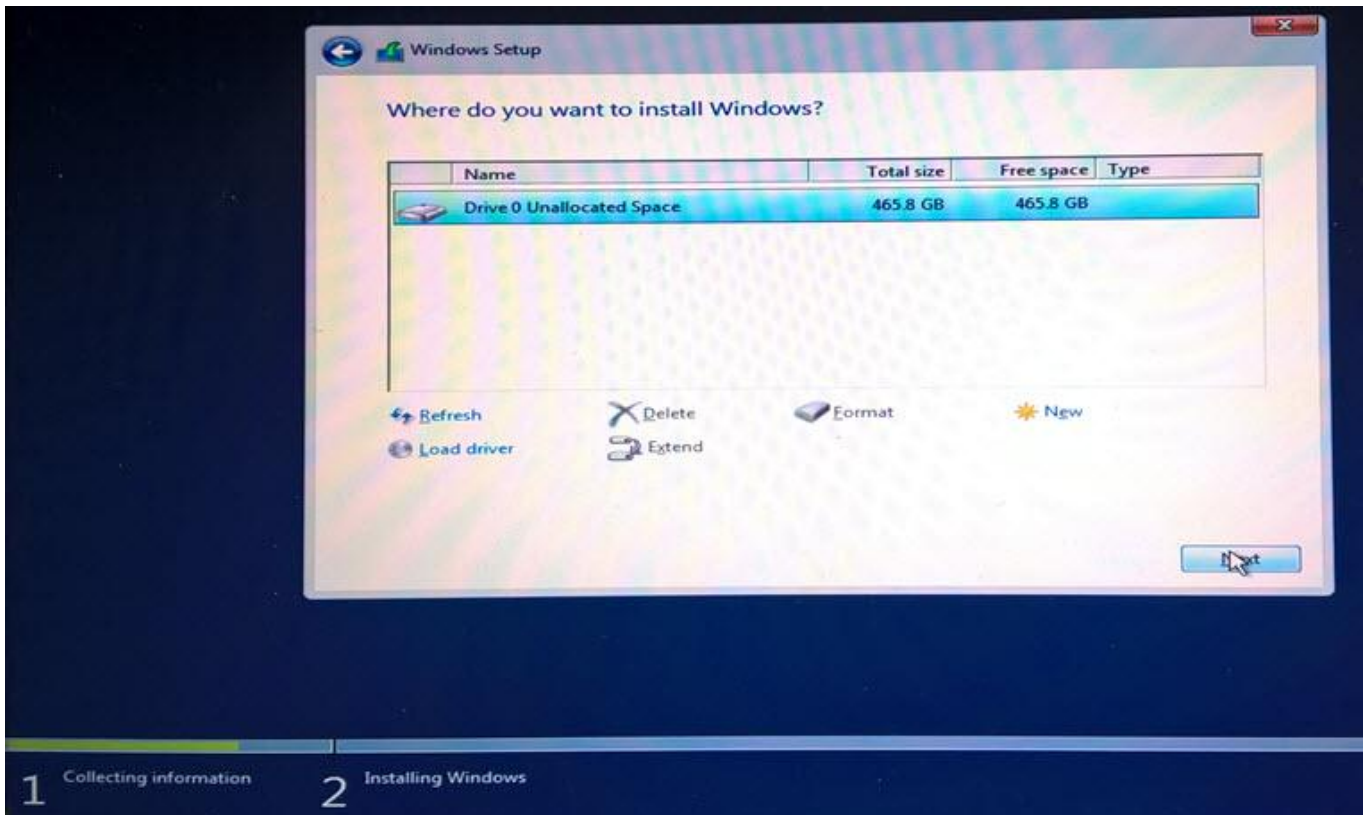 Windows Setup
Where do you want to install Windows?
Name Total size Free space Type
Drive 0 Unallocated Space 465.8 GB 465.8 GB
Refresh Delete Format New
Load driver Extend
Next
1 Collecting information 2 Installing Windows